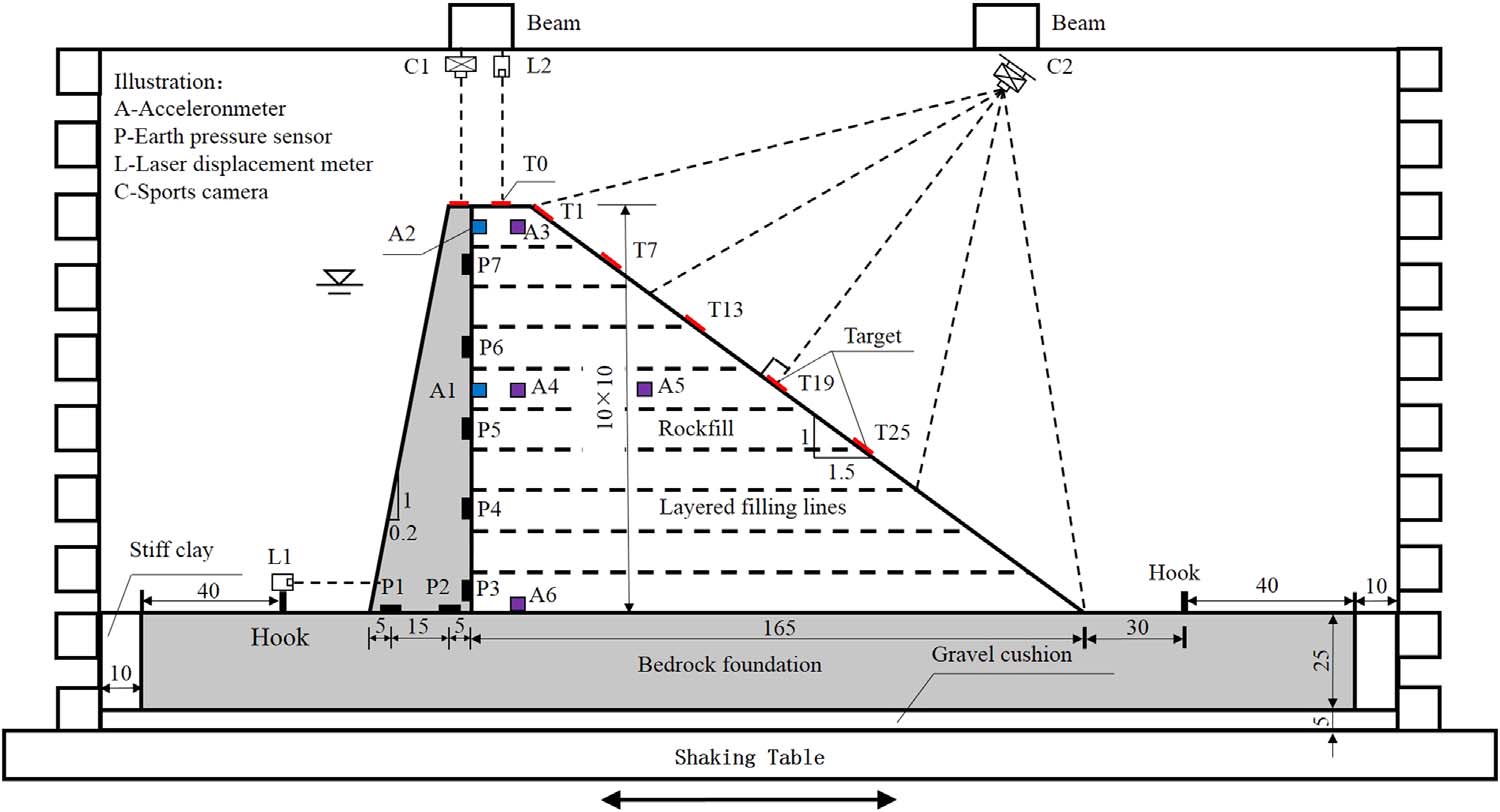 Beam
Beam
C1
L2
C2
Illustration：
A-Acceleronmeter
P-Earth pressure sensor
L-Laser displacement meter
C-Sports camera
T0
T1
A2
A3
T7
P7
T13
P6
Target
A1
A4
A5
T19
10×10
P5
Rockfill
1
T25
1.5
P4
Layered filling lines
1
0.2
Stiff clay
L1
P1
P2
P3
A6
Hook
40
40
10
Hook
5
15
5
165
30
10
Bedrock foundation
Gravel cushion
25
5
Shaking Table